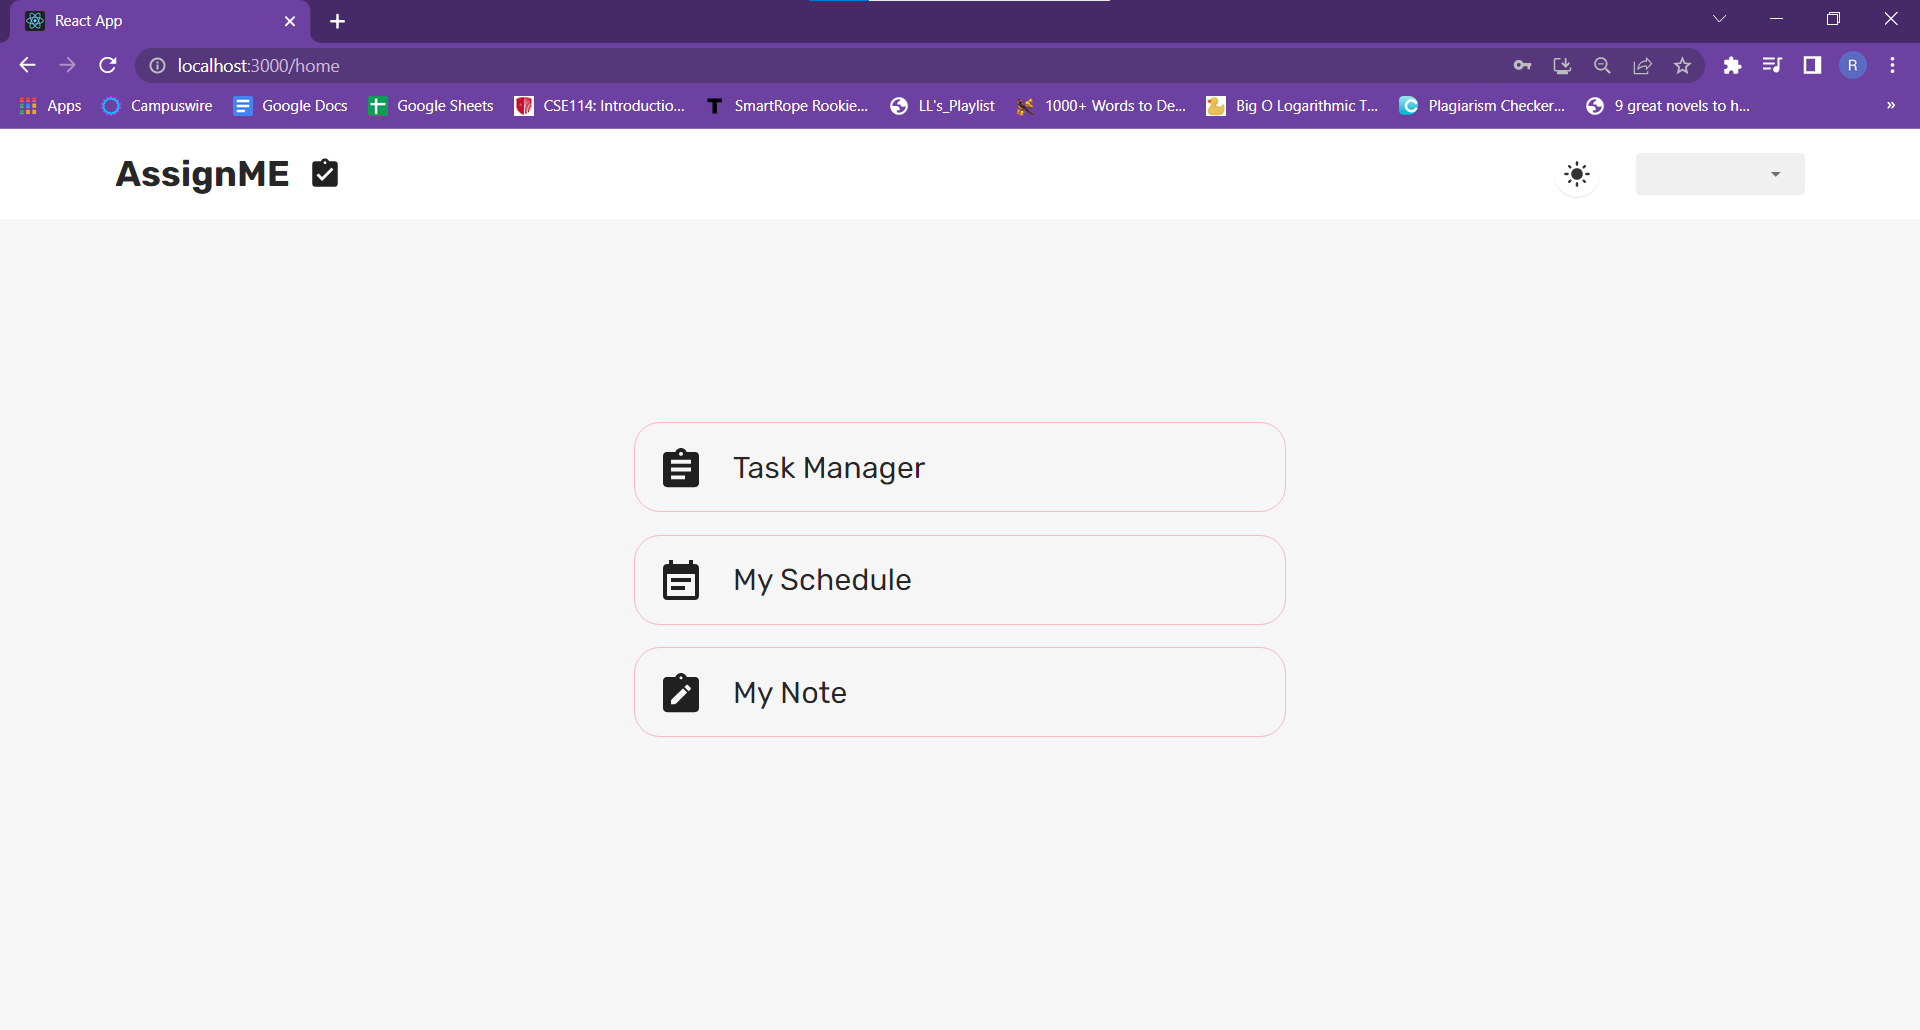 React App
localhost:3000/home
R
Apps Campuswire Google Docs Google Sheets CSE114: Introductio... T SmartRope Rookie... LL's_Playlist 1000+ Words to De... Big O Logarithmic T... Plagiarism Checker... 9 great novels to h... »
AssignME
Task Manager
My Schedule
My Note